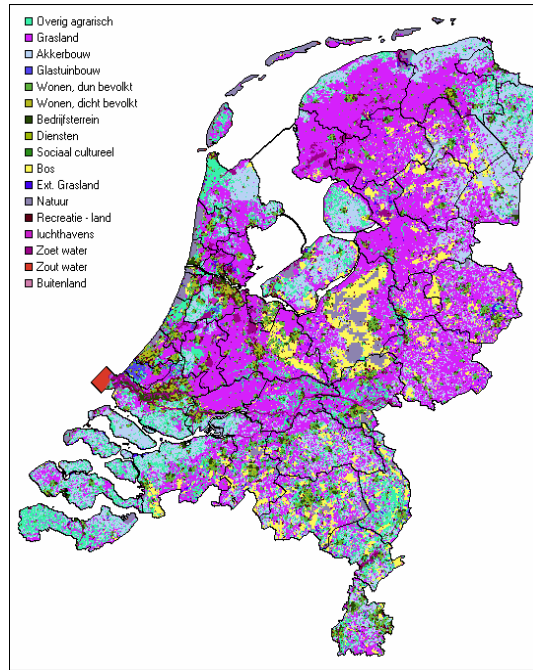 Overig agrarisch
Grasland
Akkerbouw
Glastuinbouw
Wonen, dun bevolkt
Wonen, dicht bevolkt
Bedrijfsterrein
Diensten
Sociaal cultureel
Bos
Ext. Grasland
Natuur
Recreatie - land
luchthavens
Zoet water
Zout water
Buitenland